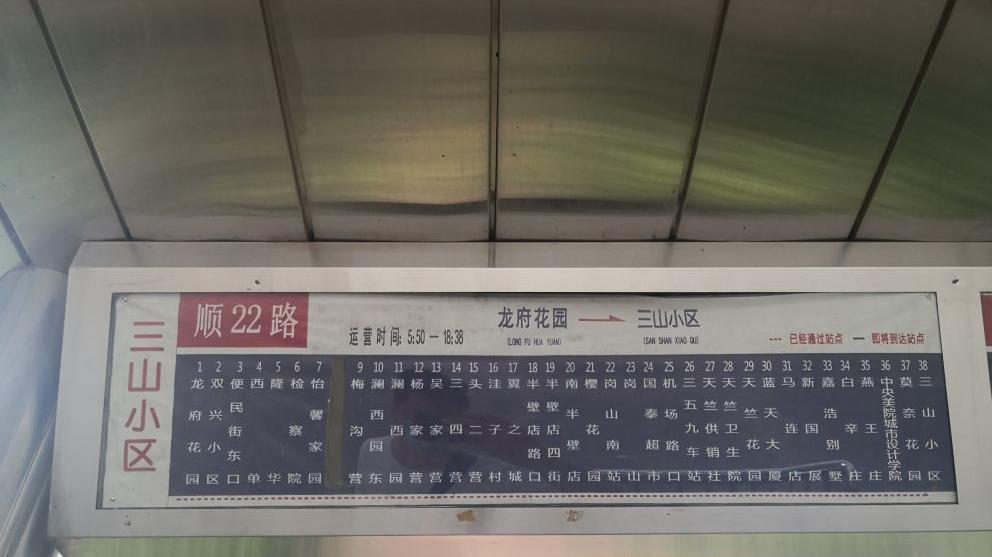 三山小区
顺22路
运营时间: 5:50 — 18:38
龙府花园 三山小区
(LONG FU HUA YUAN) (SAN SHAN XIAO QU)
--- 已经通过站点 — 即将到达站点
1 龙府花园
2 双兴小区
3 便民街东口
4 西单
5 隆华
6 检察院
7 怡馨家园
9 梅沟营
10 澜西园东
11 澜西园
12 杨家营
13 吴家营
14 三四营
15 头二营
16 洼子村
17 翼之城
18 半壁店路口
19 半壁店四街
20 南半壁店
21 樱花园
22 岗山南站
23 岗山
24 国泰超市
25 机场路口
26 三五九车站
27 天竺供销社
28 天竺卫生院
29 天竺花园
30 蓝天大厦
31 马连店
32 新国展
33 嘉浩别墅
34 白辛庄
35 燕王庄
36 中央美院城市设计学院
37 莫奈花园
38 三山小区